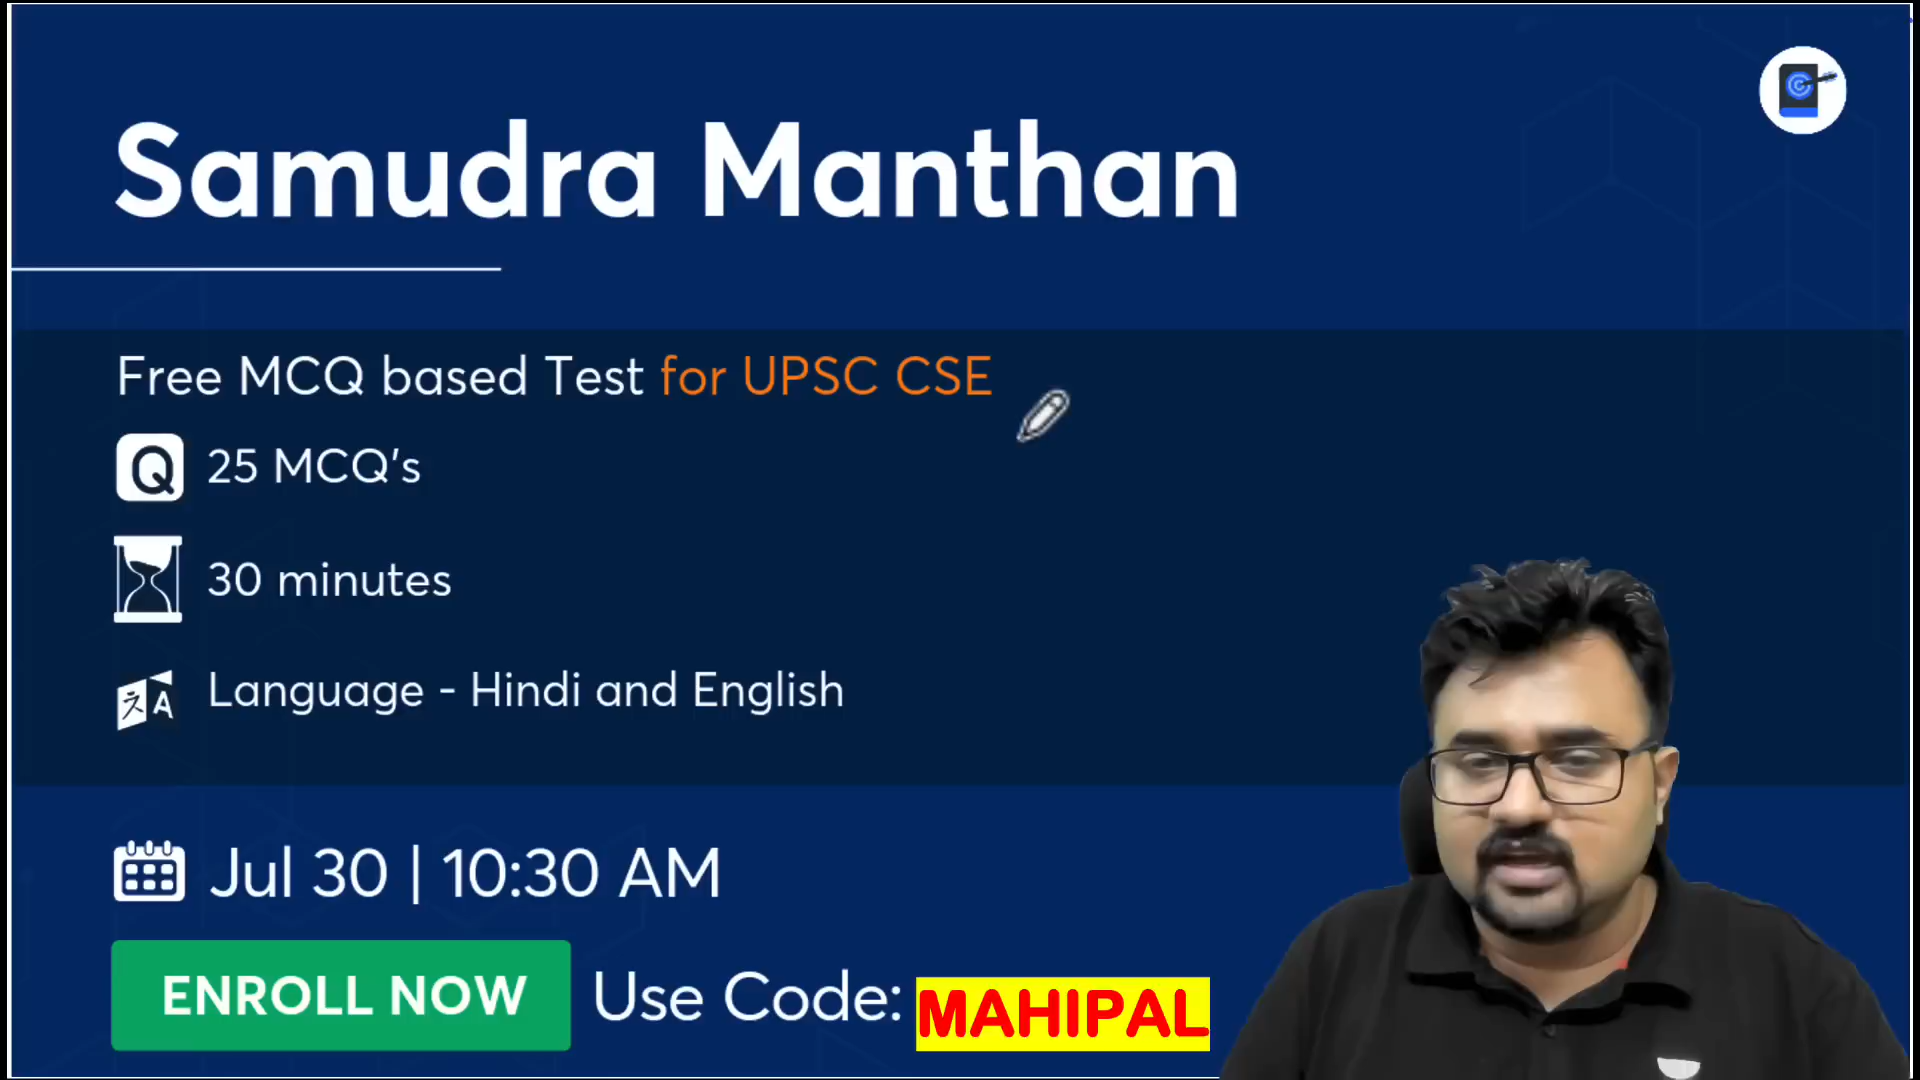 Samudra Manthan
Free MCQ based Test for UPSC CSE
Q 25 MCQ's
30 minutes
Language - Hindi and English
Jul 30 | 10:30 AM
ENROLL NOW Use Code: MAHIPAL